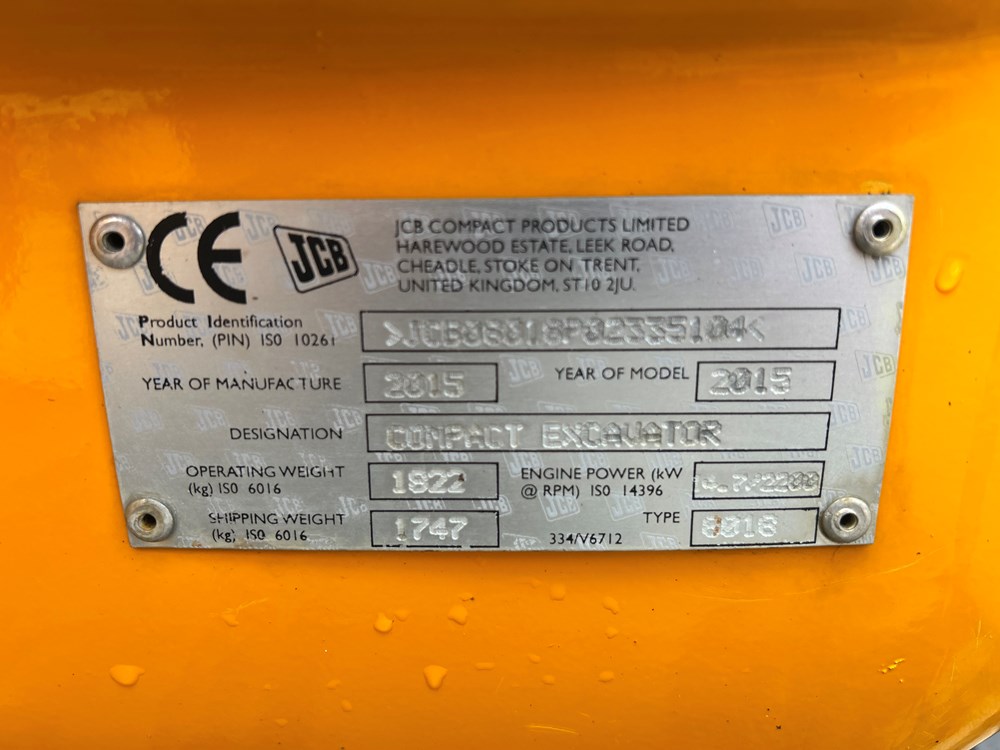 CE JCB
JCB COMPACT PRODUCTS LIMITED
HAREWOOD ESTATE, LEEK ROAD,
CHEADLE, STOKE ON TRENT,
UNITED KINGDOM, ST10 2JU.
Product Identification
Number, (PIN) ISO 10261
>JCB08018P02335104<
YEAR OF MANUFACTURE 2015 YEAR OF MODEL 2015
DESIGNATION COMPACT EXCAVATOR
OPERATING WEIGHT
(kg) ISO 6016
1822
ENGINE POWER (kW
@ RPM) ISO 14396
SHIPPING WEIGHT
(kg) ISO 6016
1747
334/V6712
TYPE 8018